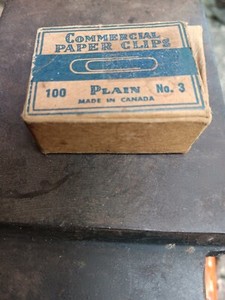 COMMERCIAL
PAPER CLIPS
100 PLAIN No. 3
MADE IN CANADA